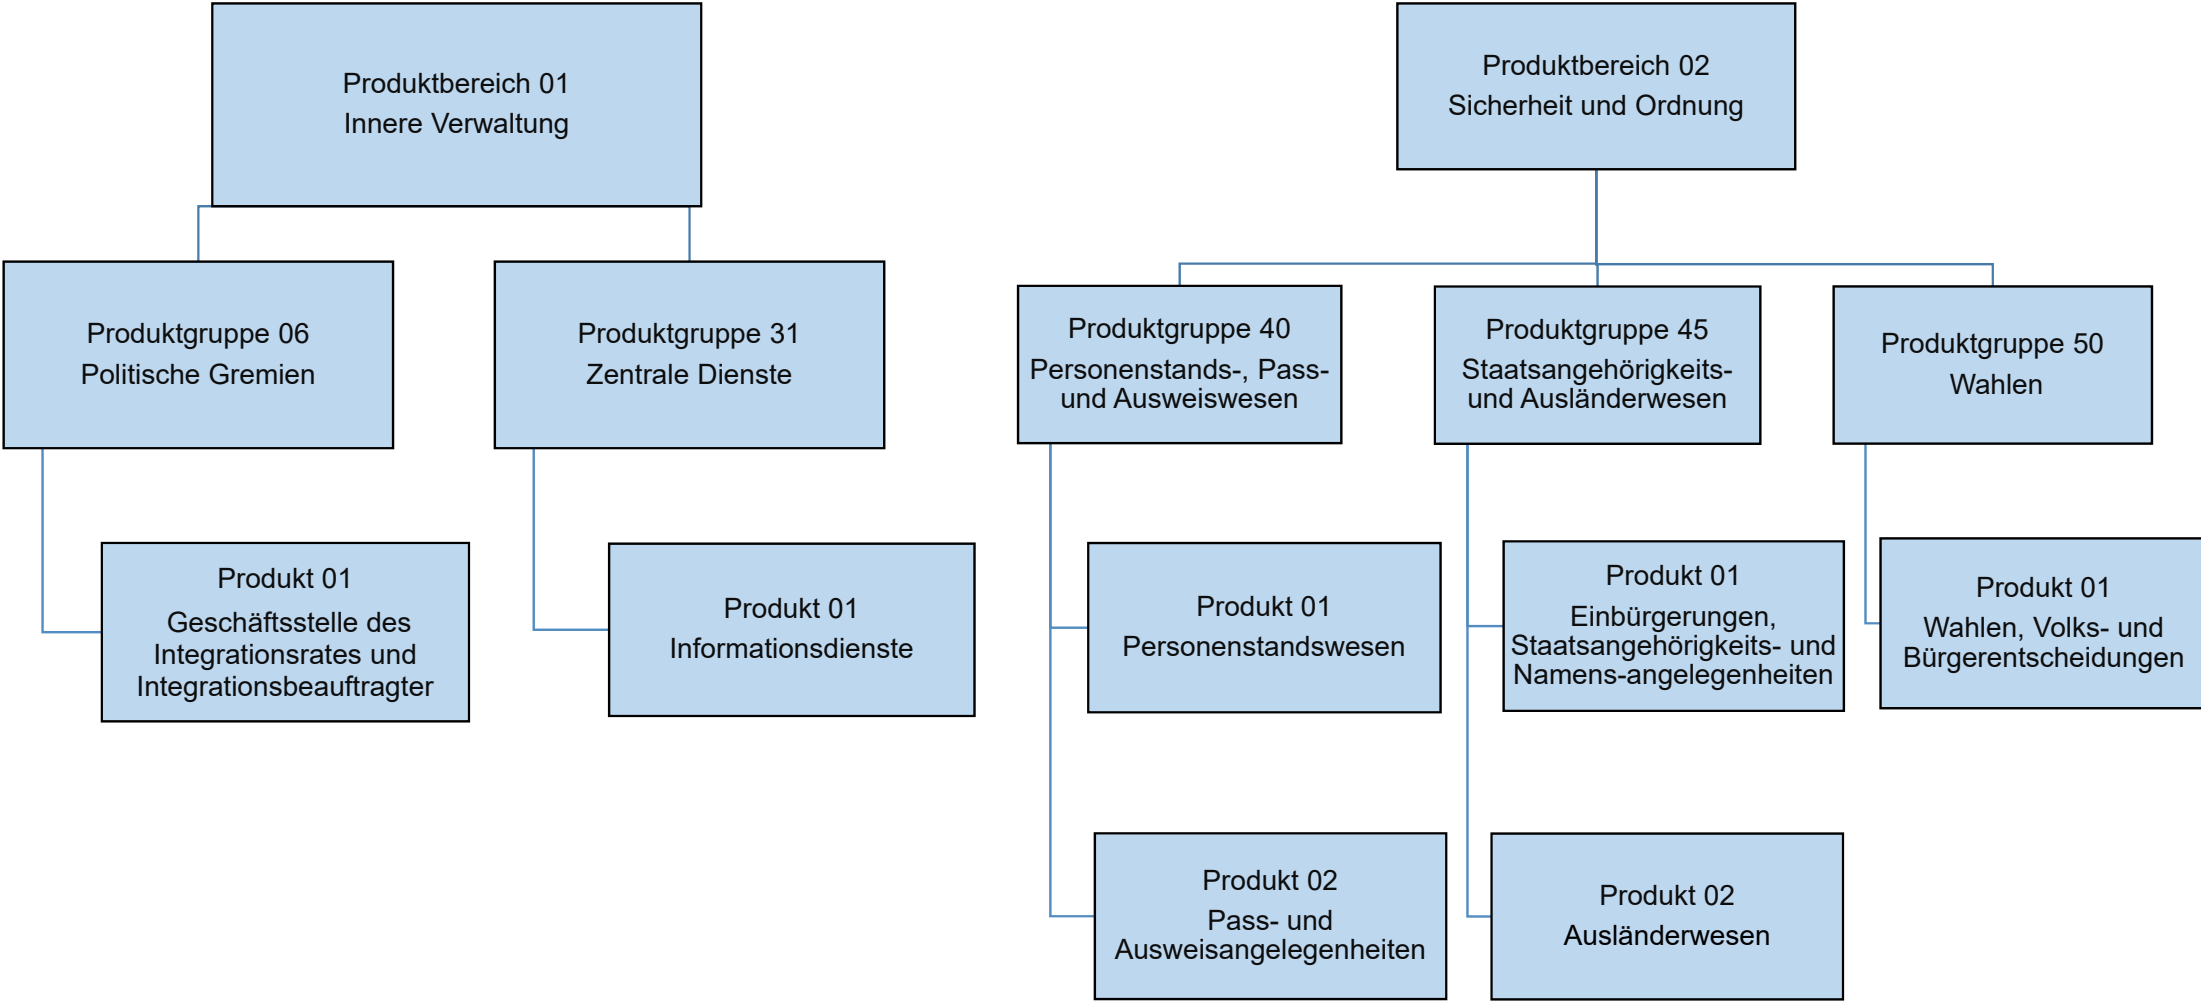 Produktbereich 01
Innere Verwaltung
Produktbereich 02
Sicherheit und Ordnung
Produktgruppe 06
Politische Gremien
Produktgruppe 31
Zentrale Dienste
Produktgruppe 40
Personenstands-, Pass-
und Ausweiswesen
Produktgruppe 45
Staatsangehörigkeits-
und Ausländerwesen
Produktgruppe 50
Wahlen
Produkt 01
Geschäftsstelle des
Integrationsrates und
Integrationsbeauftragter
Produkt 01
Informationsdienste
Produkt 01
Personenstandswesen
Produkt 01
Einbürgerungen,
Staatsangehörigkeits- und
Namens-angelegenheiten
Produkt 01
Wahlen, Volks- und
Bürgerentscheidungen
Produkt 02
Pass- und
Ausweisangelegenheiten
Produkt 02
Ausländerwesen